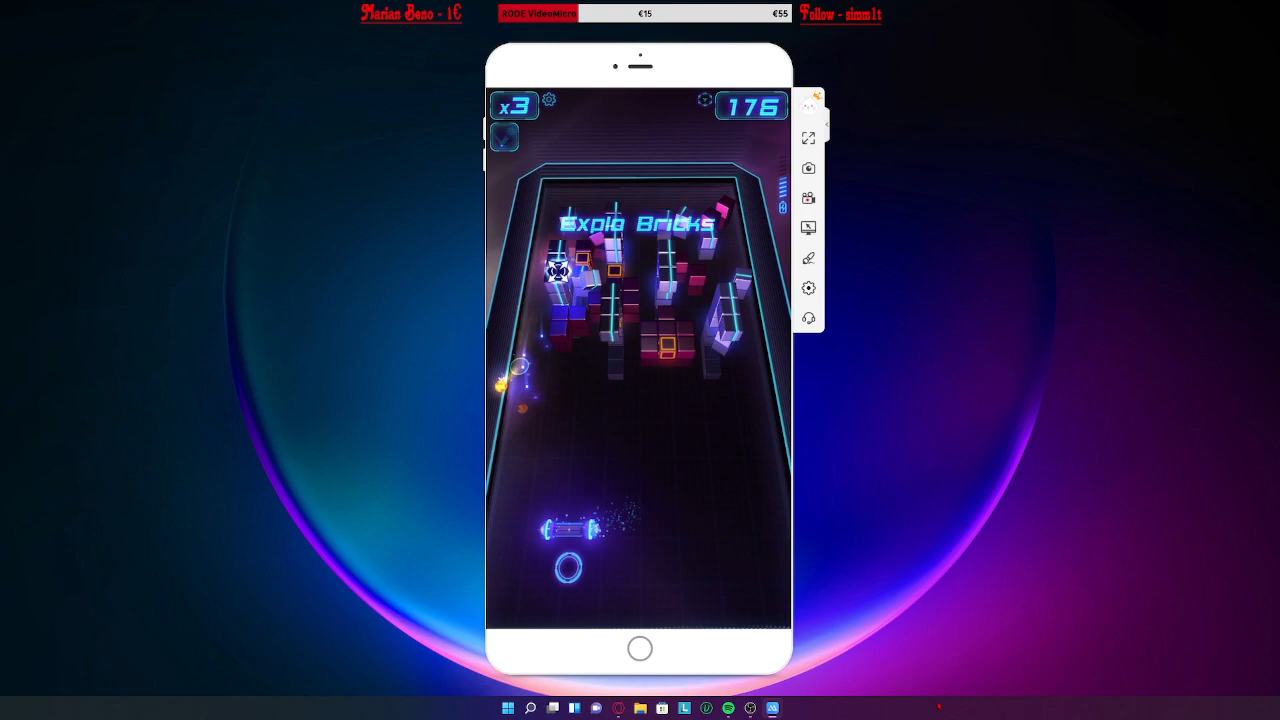 Marian Beno - 1€
RODE VideoMicro €15 €55
Follow - simm1t
x3
176
Explo Bricks